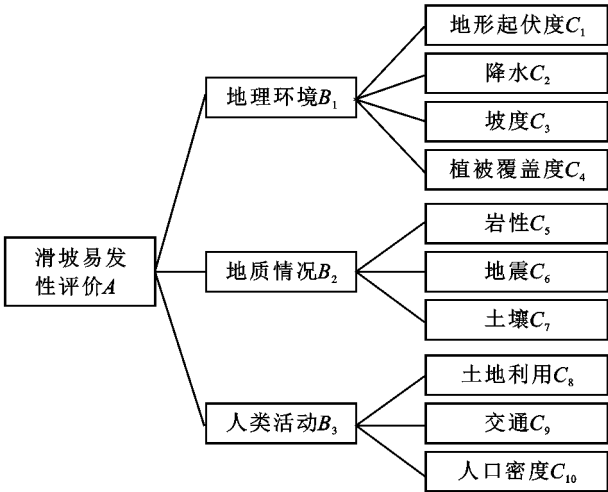 滑坡易发
性评价A
地理环境B₁
地形起伏度C₁
降水C₂
坡度C₃
植被覆盖度C₄
地质情况B₂
岩性C₅
地震C₆
土壤C₇
人类活动B₃
土地利用C₈
交通C₉
人口密度C₁₀